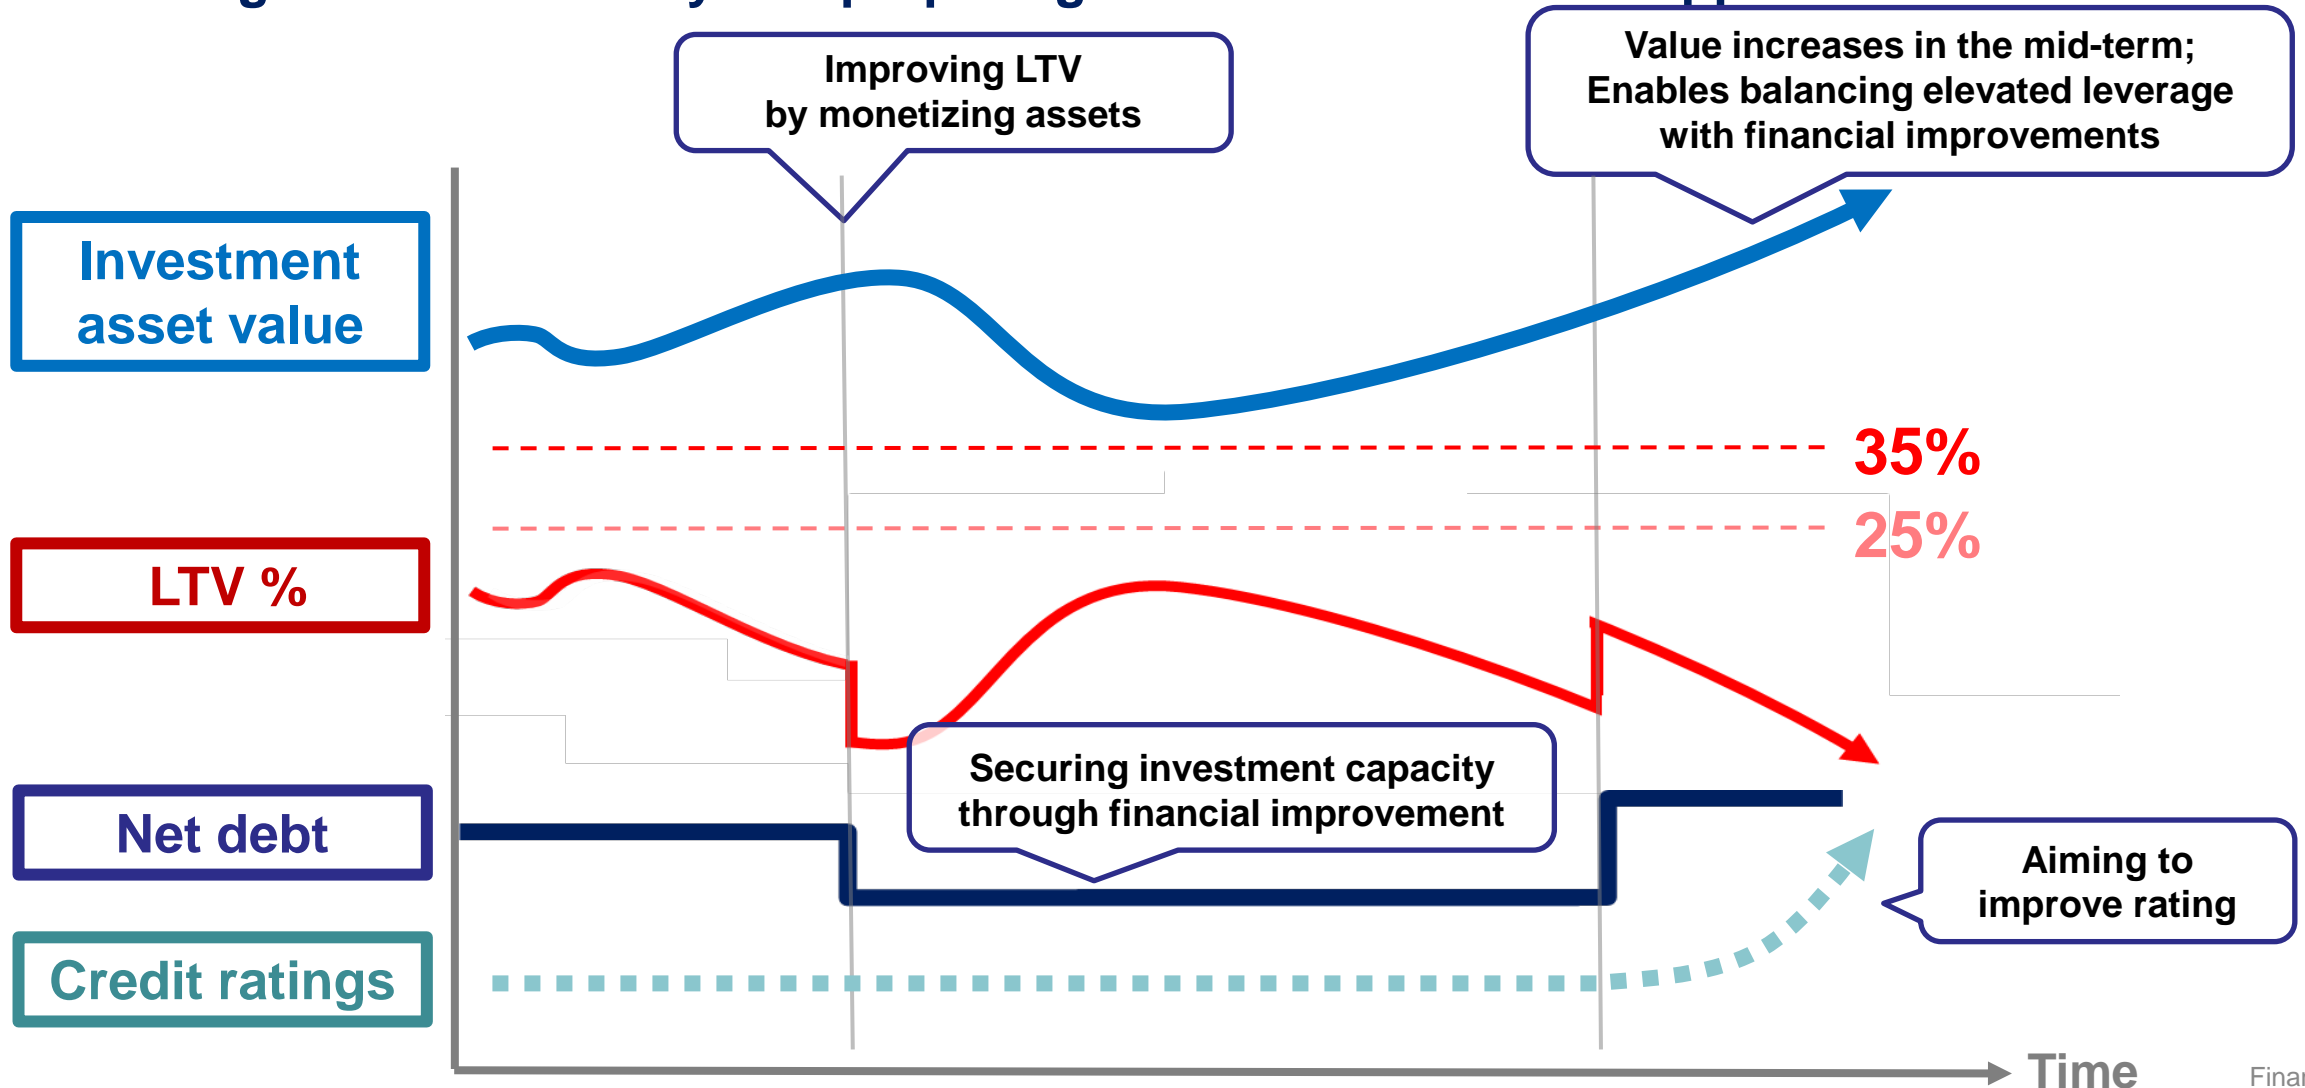 Improving LTV
by monetizing assets
Value increases in the mid-term;
Enables balancing elevated leverage
with financial improvements
Investment
asset value
35%
25%
LTV %
Securing investment capacity
through financial improvement
Net debt
Aiming to
improve rating
Credit ratings
Time